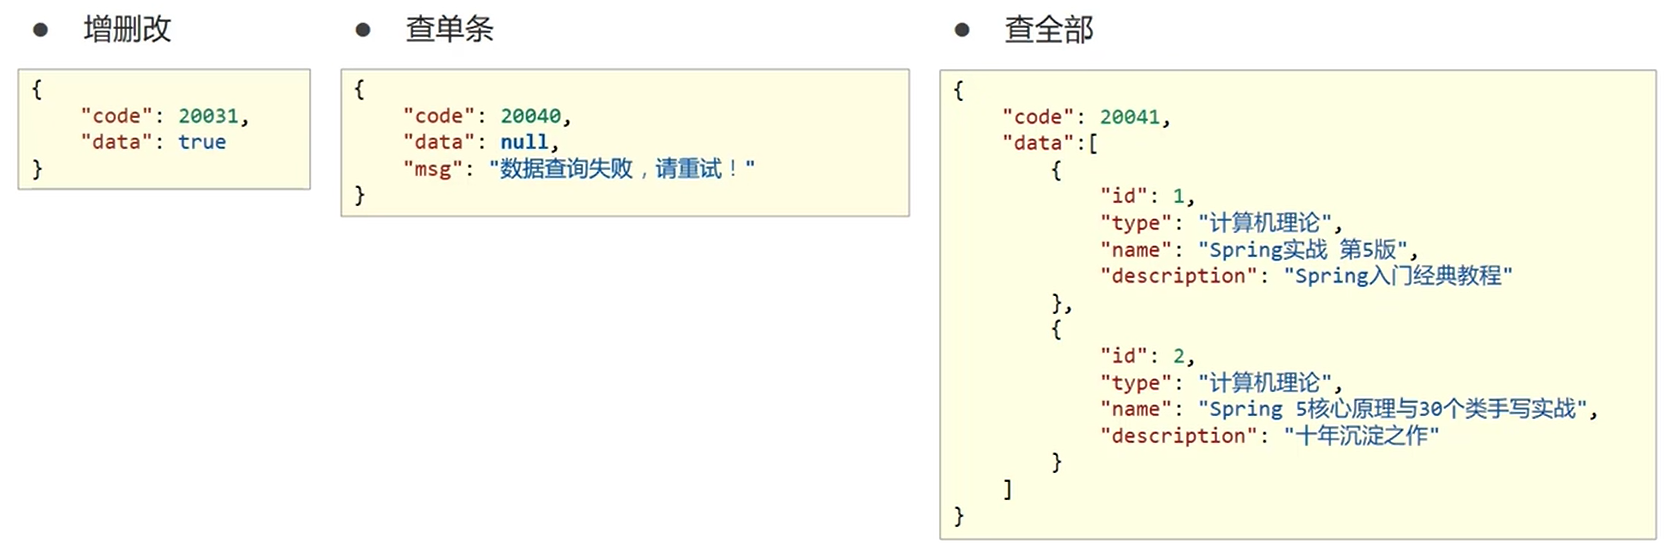 ● 增删改
{
    "code": 20031,
    "data": true
}
● 查单条
{
    "code": 20040,
    "data": null,
    "msg": "数据查询失败，请重试！"
}
● 查全部
{
    "code": 20041,
    "data":[
        {
            "id": 1,
            "type": "计算机理论",
            "name": "Spring实战 第5版",
            "description": "Spring入门经典教程"
        },
        {
            "id": 2,
            "type": "计算机理论",
            "name": "Spring 5核心原理与30个类手写实战",
            "description": "十年沉淀之作"
        }
    ]
}